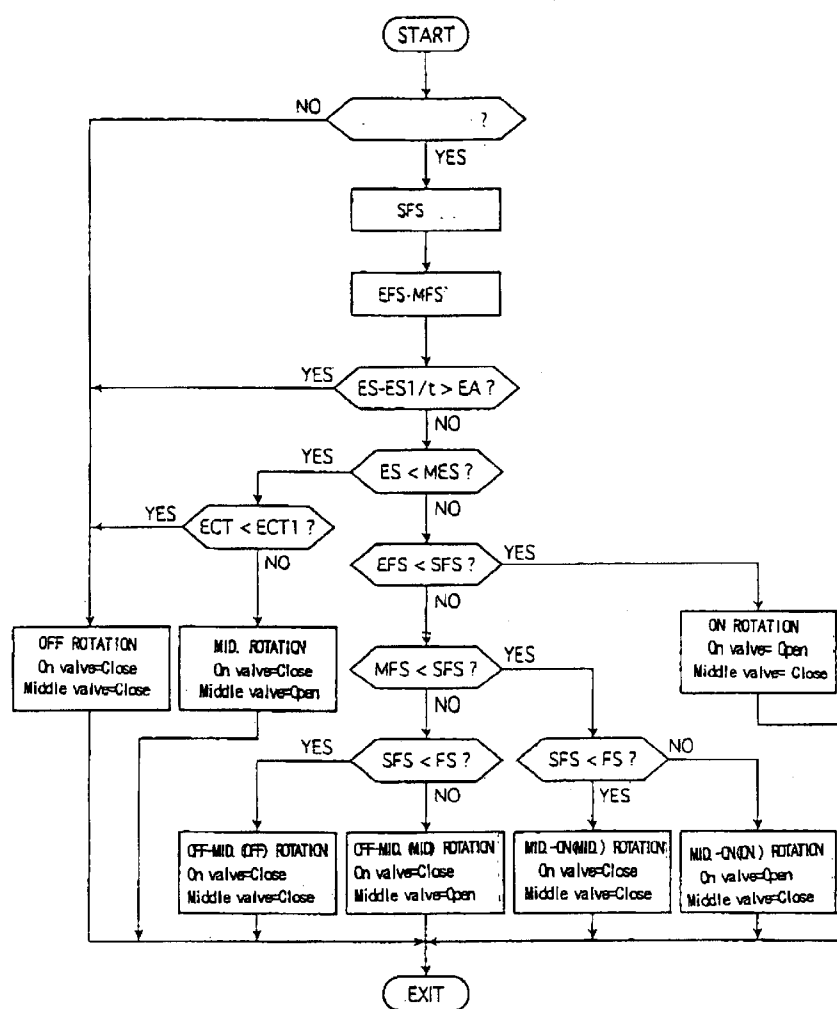 START
NO
?
YES
SFS
EFS-MFS
YES
ES-ES1/t > EA ?
NO
YES
ES < MES ?
NO
YES
ECT < ECT1 ?
NO
EFS < SFS ?
YES
NO
OFF ROTATION
On valve=Close
Middle valve=Close
MID. ROTATION
On valve=Close
Middle valve=Open
ON ROTATION
On valve= Open
Middle valve= Close
MFS < SFS ?
YES
NO
YES
SFS < FS ?
NO
SFS < FS ?
NO
YES
OFF-MID. (OFF) ROTATION
On valve=Close
Middle valve=Close
OFF-MID. (MID) ROTATION
On valve=Close
Middle valve=Open
MID.-ON(MID.) ROTATION
On valve=Close
Middle valve=Close
MID.-ON(ON.) ROTATION
On valve=Open
Middle valve=Close
EXIT